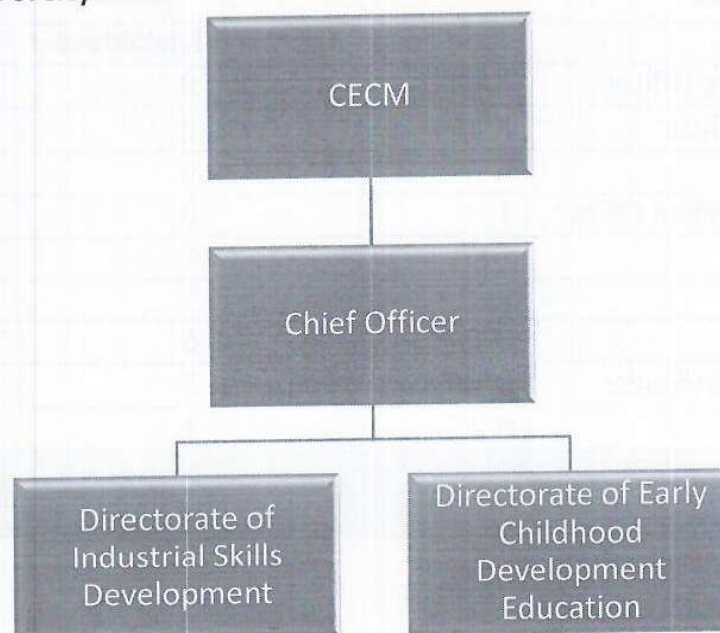 CECM
Chief Officer
Directorate of
Industrial Skills
Development
Directorate of Early
Childhood
Development
Education